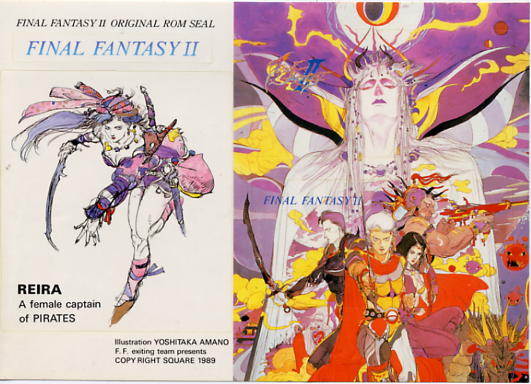 FINAL FANTASY II ORIGINAL ROM SEAL
FINAL FANTASY II
REIRA
A female captain
of PIRATES
Illustration YOSHITAKA AMANO
F. F. exiting team presents
COPY RIGHT SQUARE 1989
II
FINAL FANTASY II